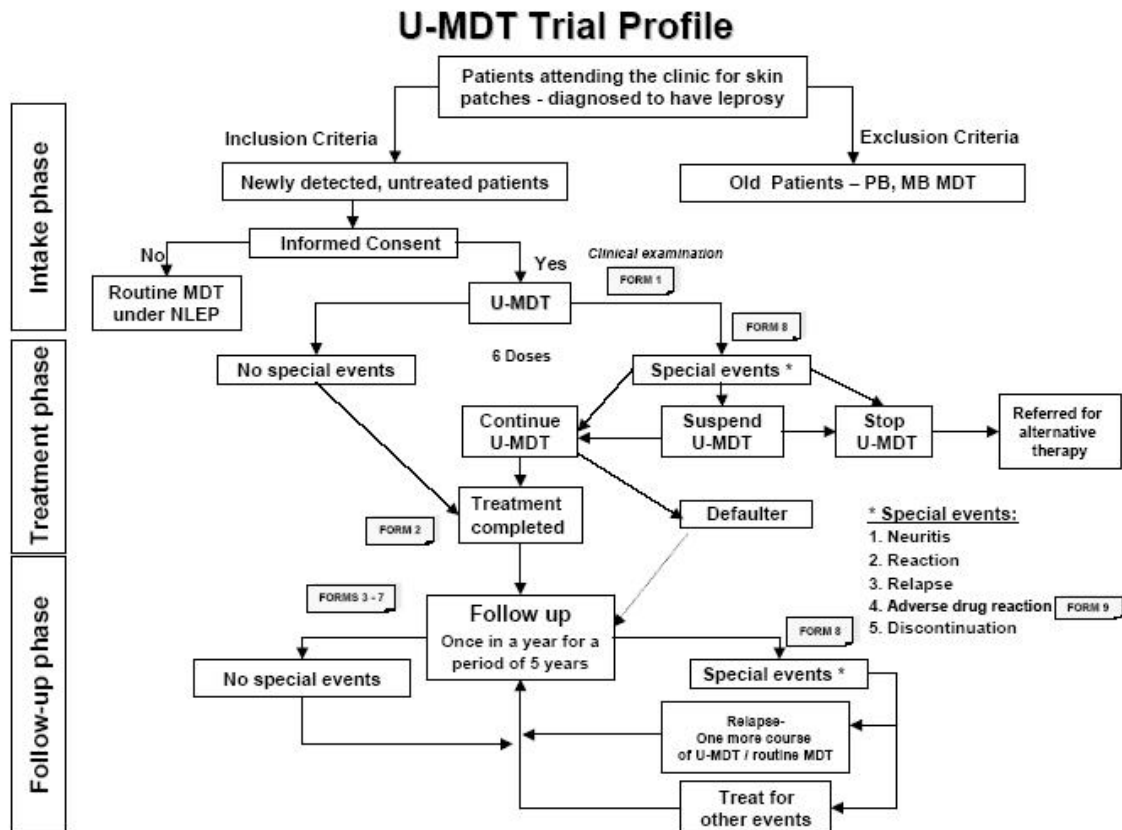 U-MDT Trial Profile
Patients attending the clinic for skin
patches - diagnosed to have leprosy
Intake phase
Inclusion Criteria
Exclusion Criteria
Newly detected, untreated patients
Old Patients – PB, MB MDT
Informed Consent
No
Yes
Clinical examination
FORM 1
Routine MDT
under NLEP
U-MDT
FORM 8
Treatment phase
No special events
6 Doses
Special events *
Continue
U-MDT
Suspend
U-MDT
Stop
U-MDT
Referred for
alternative
therapy
Treatment
completed
FORM 2
Defaulter
* Special events:
1. Neuritis
2. Reaction
3. Relapse
4. Adverse drug reaction
FORM 9
5. Discontinuation
Follow-up phase
FORMS 3 - 7
Follow up
Once in a year for a
period of 5 years
FORM 8
No special events
Special events *
Relapse-
One more course
of U-MDT / routine MDT
Treat for
other events